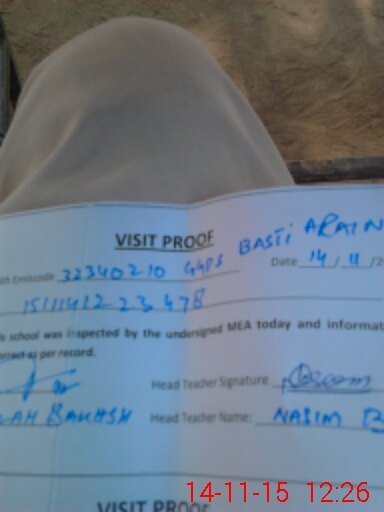 VISIT PROOF
Emiscode 32340210 GGPS BASTI ARAIN Date 14/11/2
15111412 23 478
school was inspected by the undersigned MEA today and informat
as per record.
Head Teacher Signature
LAH BAKHSH Head Teacher Name: NASIM B
VISIT PROOF
14-11-15 12:26